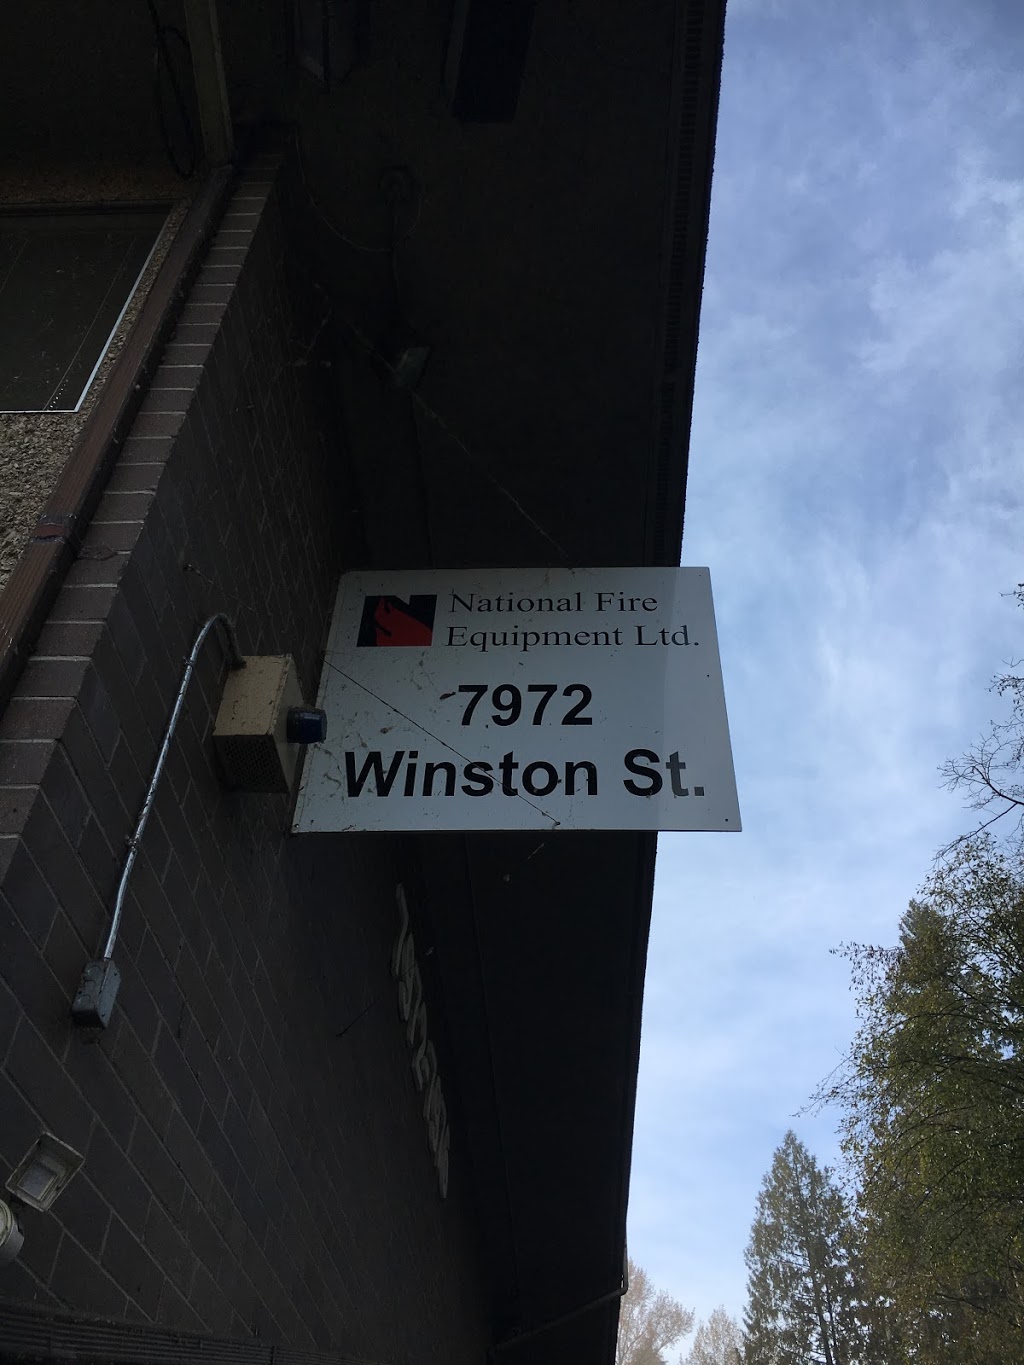 National Fire
Equipment Ltd.
7972
Winston St.